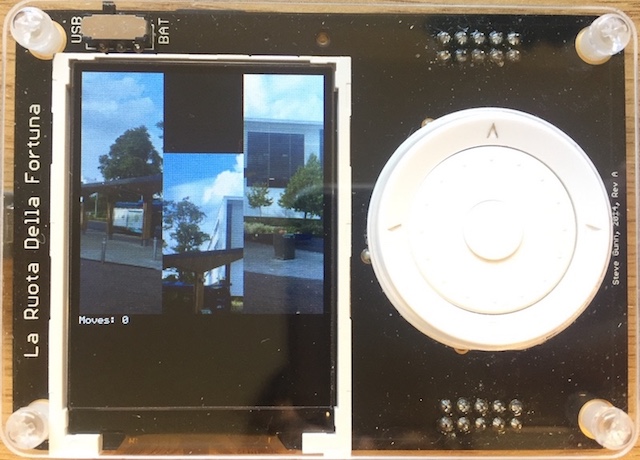 USB
BAT
La Ruota Della Fortuna
Moves: 0
Steve Gunn, 2014, Rev A